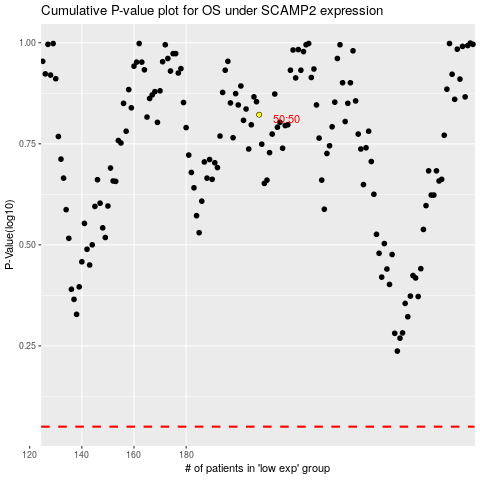 Cumulative P-value plot for OS under SCAMP2 expression
1.00
0.75
0.50
0.25
P-Value(log10)
50:50
120 140 160 180
# of patients in 'low exp' group